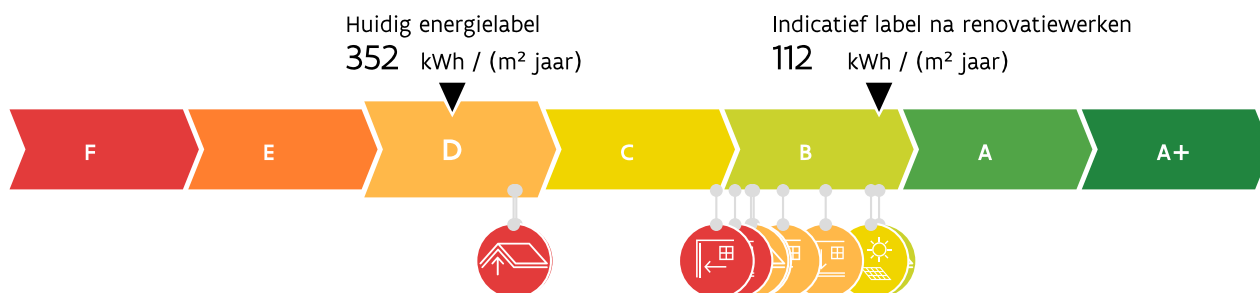 Huidig energielabel
352 kWh / (m² jaar)
Indicatief label na renovatiewerken
112 kWh / (m² jaar)
F E D C B A A+